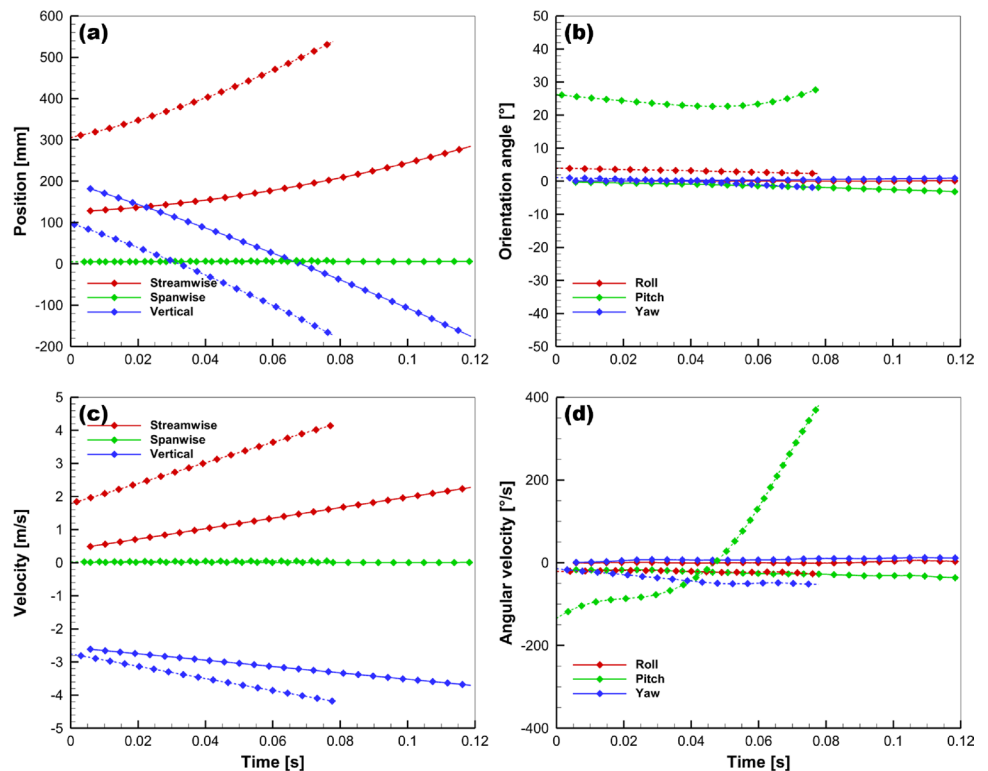 (a)
Position [mm]
600
500
400
300
200
100
0
-100
-200
0
0.02
0.04
0.06
0.08
0.1
0.12
Streamwise
Spanwise
Vertical
(b)
Orientation angle [°]
50
40
30
20
10
0
-10
-20
-30
-40
-50
0
0.02
0.04
0.06
0.08
0.1
0.12
Roll
Pitch
Yaw
(c)
Velocity [m/s]
5
4
3
2
1
0
-1
-2
-3
-4
-5
Streamwise
Spanwise
Vertical
0
0.02
0.04
0.06
0.08
0.1
0.12
Time [s]
(d)
Angular velocity [°/s]
400
200
0
-200
-400
Roll
Pitch
Yaw
0
0.02
0.04
0.06
0.08
0.1
0.12
Time [s]